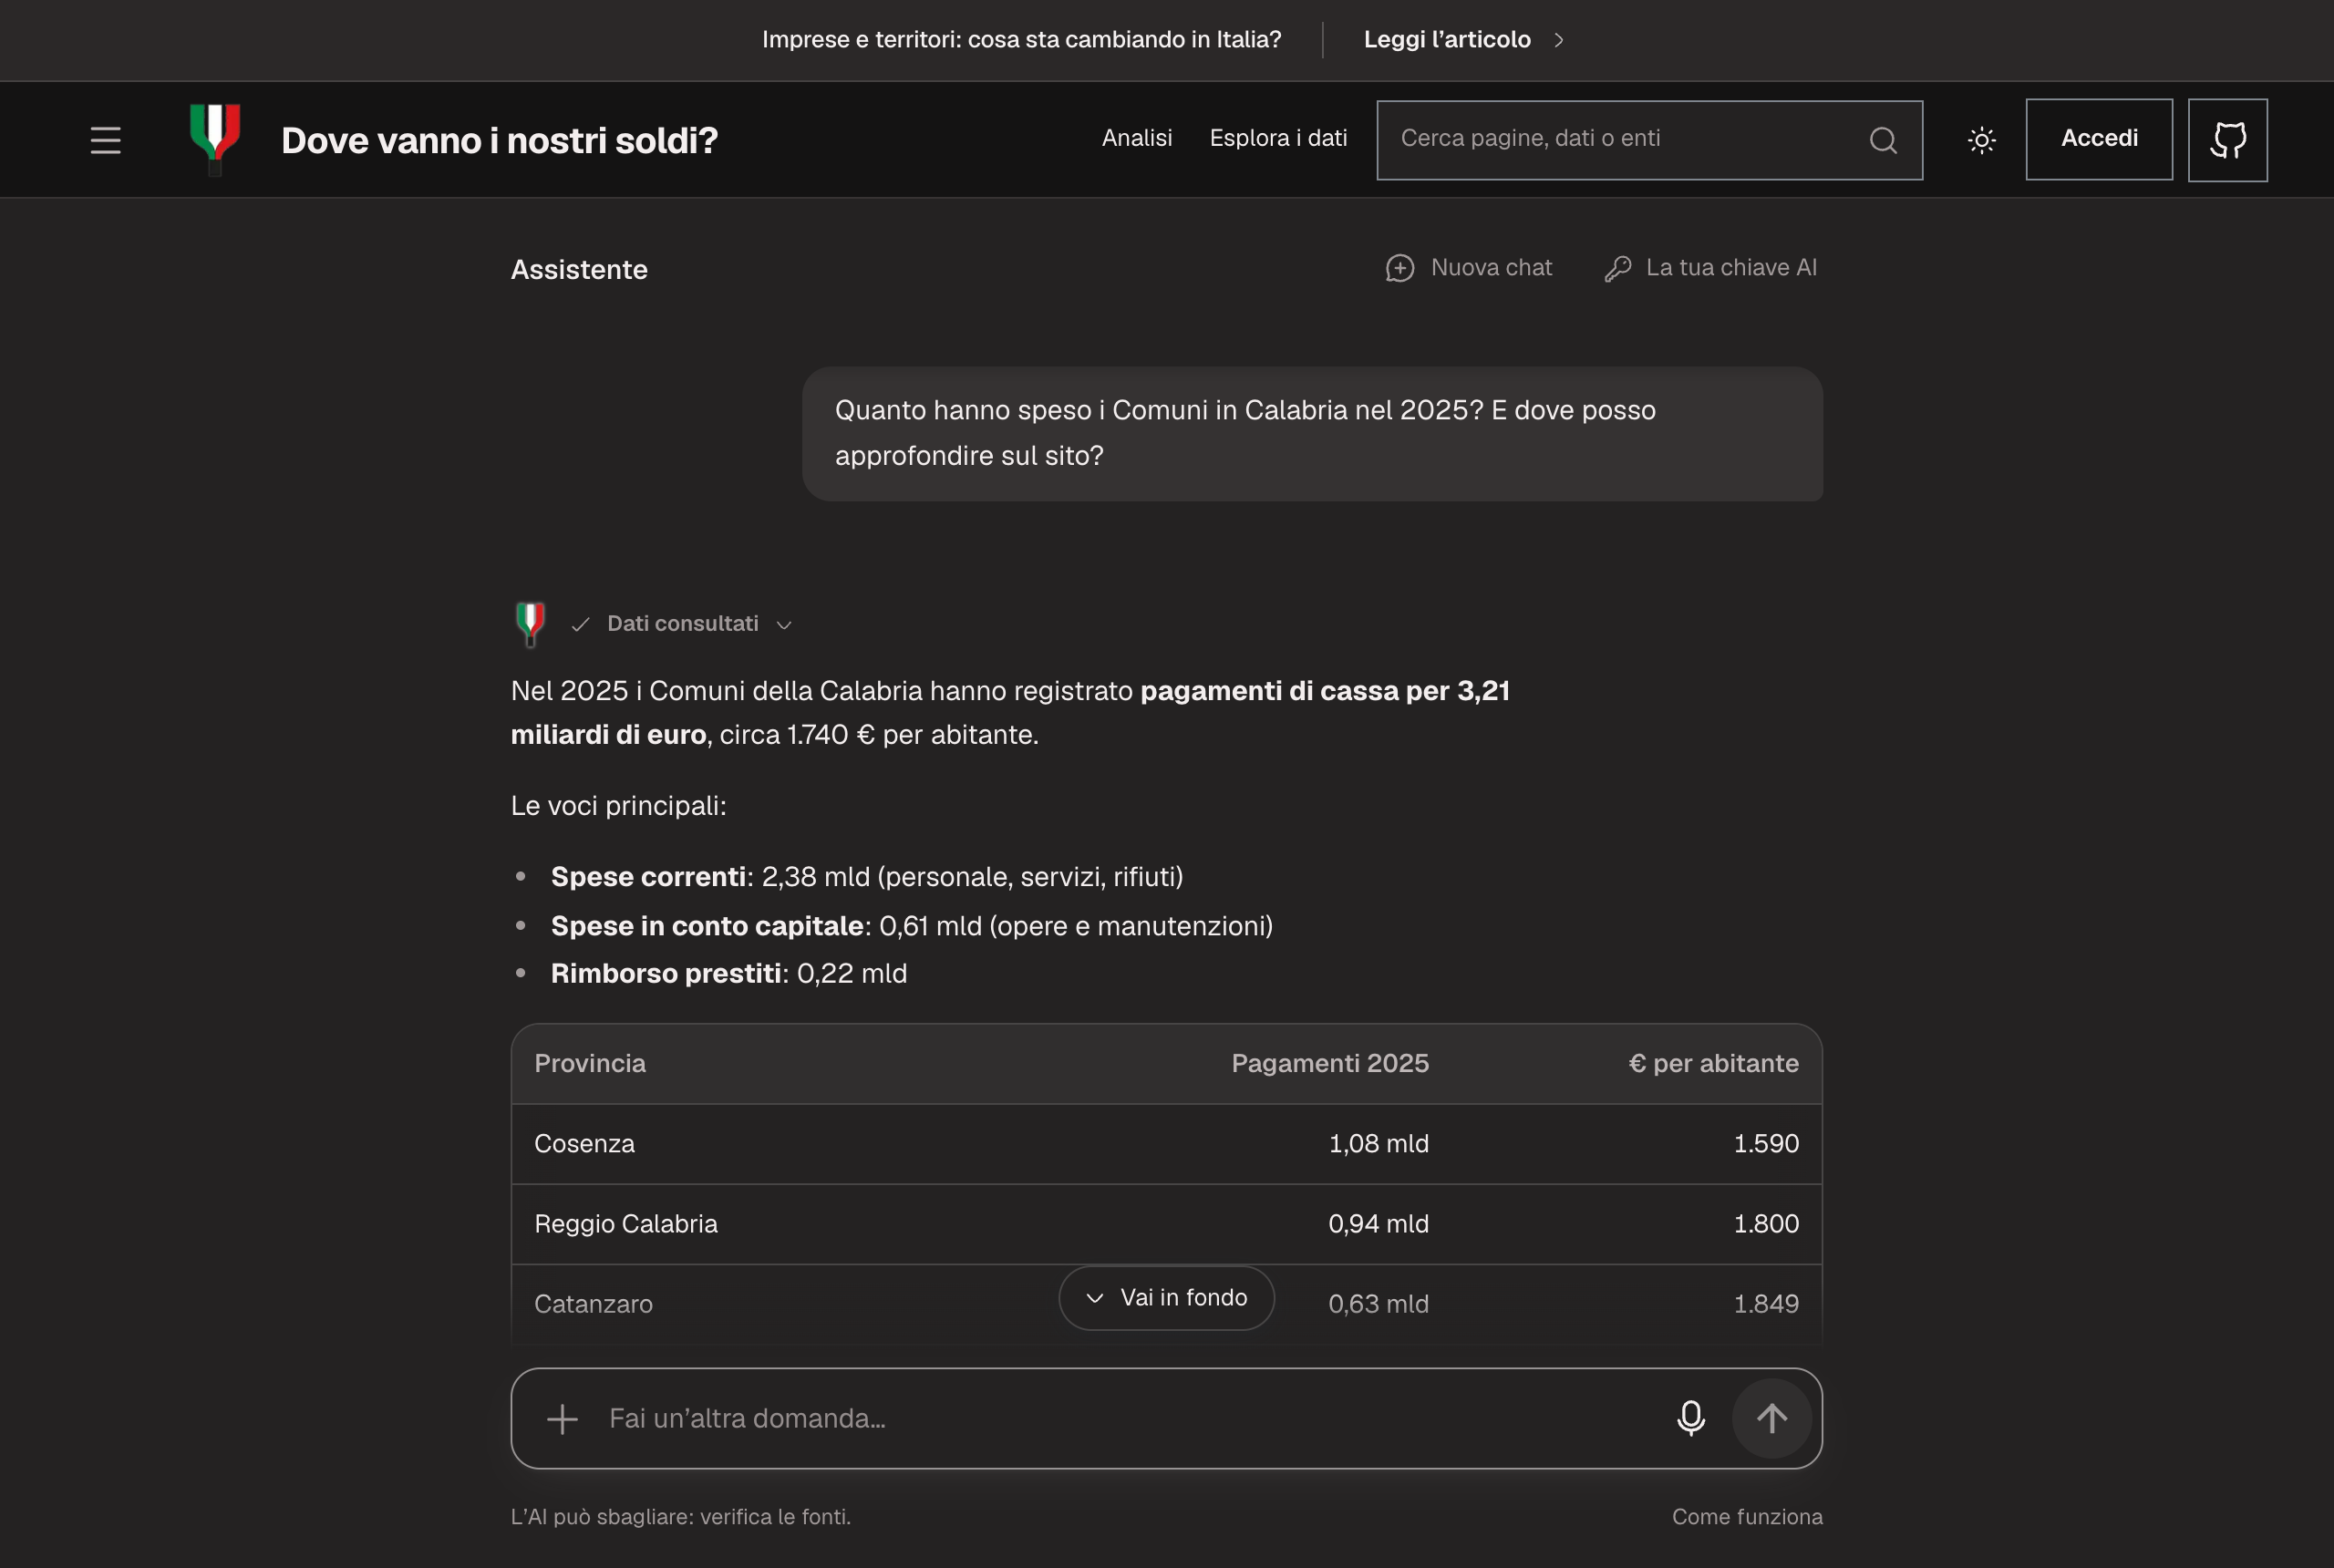 Imprese e territori: cosa sta cambiando in Italia? Leggi l’articolo
Dove vanno i nostri soldi? Analisi Esplora i dati Cerca pagine, dati o enti Accedi
Assistente Nuova chat La tua chiave AI
Quanto hanno speso i Comuni in Calabria nel 2025? E dove posso
approfondire sul sito?
Dati consultati
Nel 2025 i Comuni della Calabria hanno registrato pagamenti di cassa per 3,21
miliardi di euro, circa 1.740 € per abitante.
Le voci principali:
• Spese correnti: 2,38 mld (personale, servizi, rifiuti)
• Spese in conto capitale: 0,61 mld (opere e manutenzioni)
• Rimborso prestiti: 0,22 mld
Provincia Pagamenti 2025 € per abitante
Cosenza 1,08 mld 1.590
Reggio Calabria 0,94 mld 1.800
Catanzaro 0,63 mld 1.849
Vai in fondo
Fai un’altra domanda…
L’AI può sbagliare: verifica le fonti. Come funziona